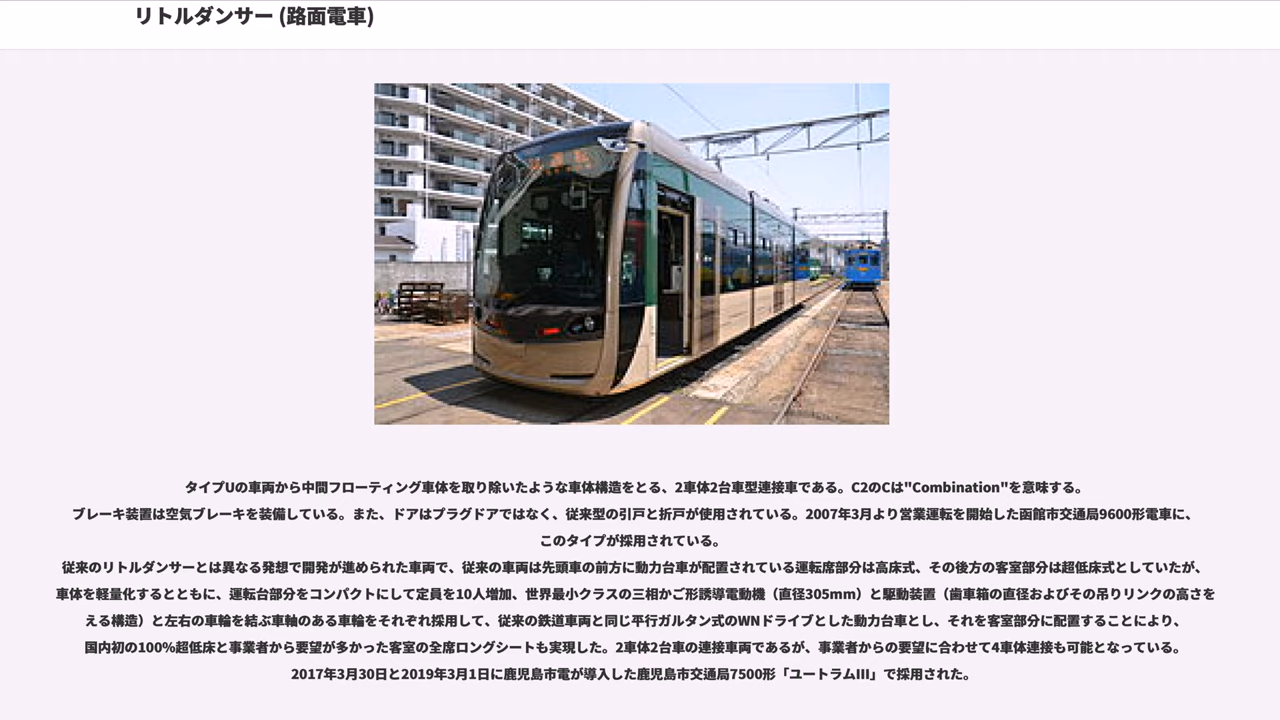 リトルダンサー (路面電車)
タイプUの車両から中間フローティング車体を取り除いたような車体構造をとる、2車体2台車型連接車である。C2のCは"Combination"を意味する。
ブレーキ装置は空気ブレーキを装備している。また、ドアはプラグドアではなく、従来型の引戸と折戸が使用されている。2007年3月より営業運転を開始した函館市交通局9600形電車に、
このタイプが採用されている。
従来のリトルダンサーとは異なる発想で開発が進められた車両で、従来の車両は先頭車の前方に動力台車が配置されている運転席部分は高床式、その後方の客室部分は超低床式としていたが、
車体を軽量化するとともに、運転台部分をコンパクトにして定員を10人増加、世界最小クラスの三相かご形誘導電動機（直径305mm）と駆動装置（歯車箱の直径およびその吊りリンクの高さを
える構造）と左右の車輪を結ぶ車軸のある車輪をそれぞれ採用して、従来の鉄道車両と同じ平行ガルタン式のWNドライブとした動力台車とし、それを客室部分に配置することにより、
国内初の100%超低床と事業者から要望が多かった客室の全席ロングシートも実現した。2車体2台車の連接車両であるが、事業者からの要望に合わせて4車体連接も可能となっている。
2017年3月30日と2019年3月1日に鹿児島市電が導入した鹿児島市交通局7500形「ユートラムIII」で採用された。